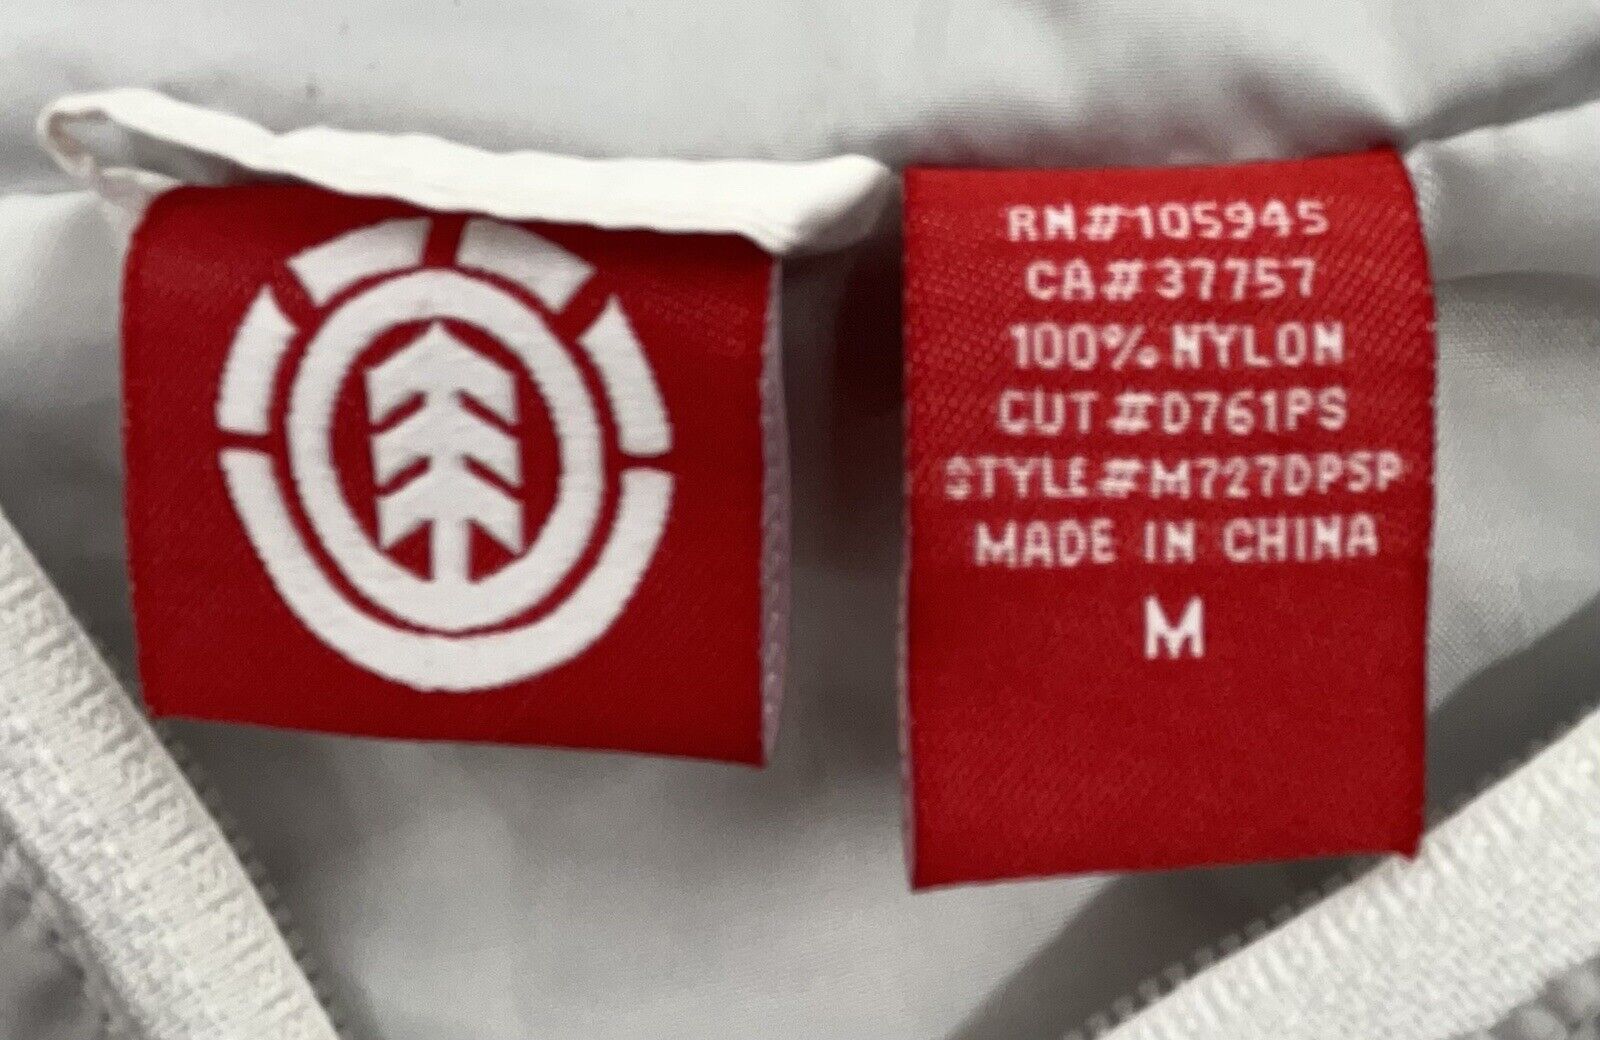 RN#105945
CA#37757
100% NYLON
CUT#D761PS
STYLE#M727DPSP
MADE IN CHINA
M